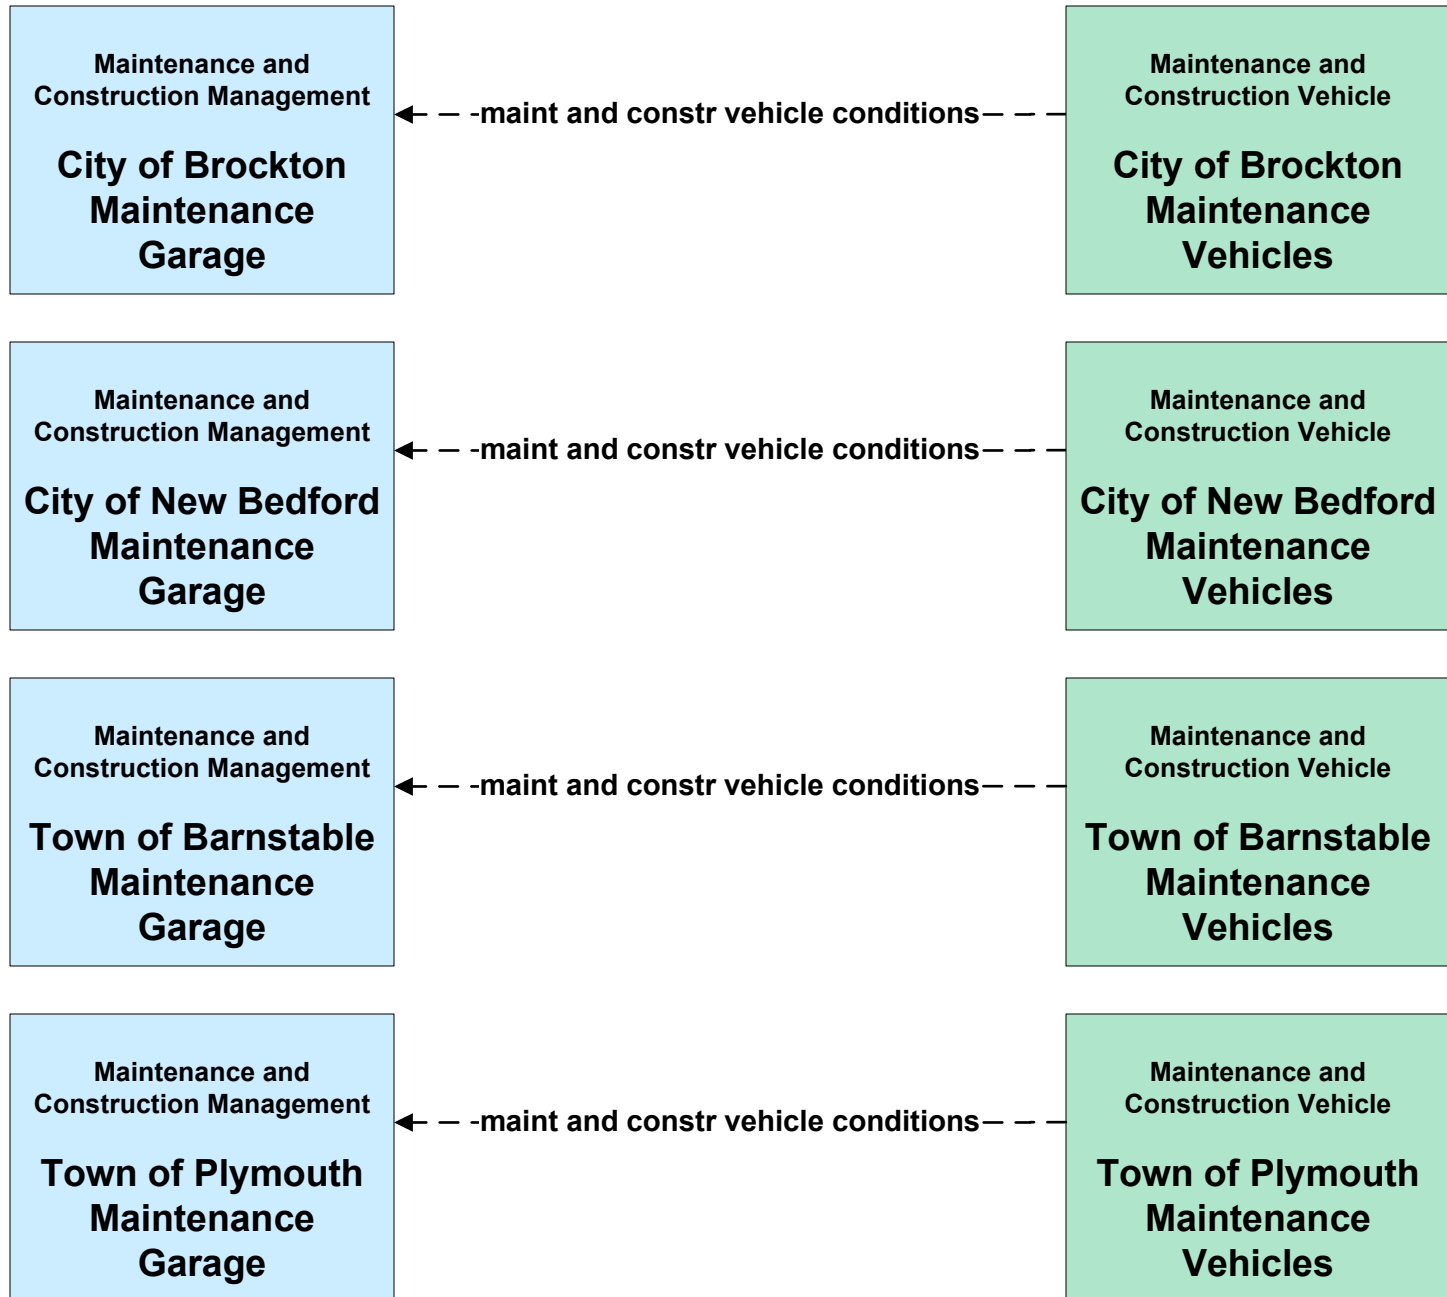 Maintenance and
Construction Management
City of Brockton
Maintenance
Garage
maint and constr vehicle conditions
Maintenance and
Construction Vehicle
City of Brockton
Maintenance
Vehicles
Maintenance and
Construction Management
City of New Bedford
Maintenance
Garage
maint and constr vehicle conditions
Maintenance and
Construction Vehicle
City of New Bedford
Maintenance
Vehicles
Maintenance and
Construction Management
Town of Barnstable
Maintenance
Garage
maint and constr vehicle conditions
Maintenance and
Construction Vehicle
Town of Barnstable
Maintenance
Vehicles
Maintenance and
Construction Management
Town of Plymouth
Maintenance
Garage
maint and constr vehicle conditions
Maintenance and
Construction Vehicle
Town of Plymouth
Maintenance
Vehicles